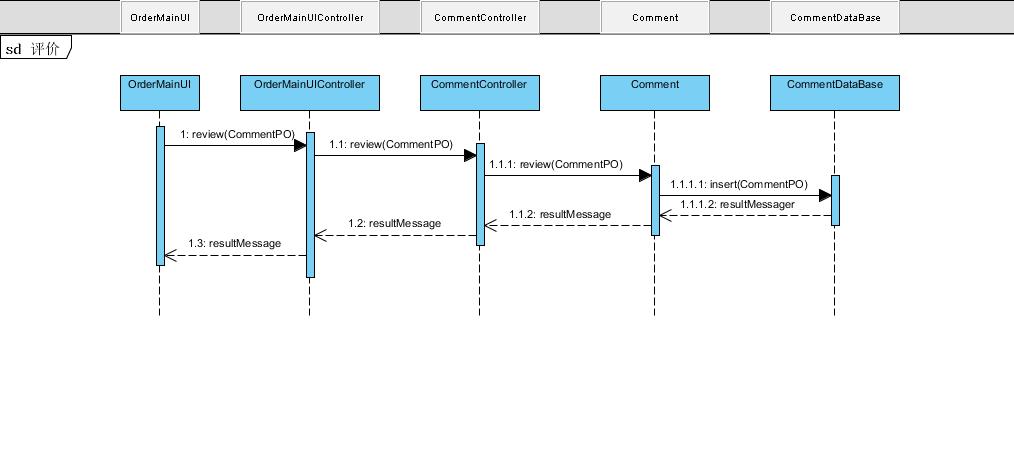 OrderMainUI
OrderMainUIController
CommentController
Comment
CommentDataBase
sd 评价
OrderMainUI
OrderMainUIController
CommentController
Comment
CommentDataBase
1: review(CommentPO)
1.1: review(CommentPO)
1.1.1: review(CommentPO)
1.1.1.1: insert(CommentPO)
1.1.1.2: resultMessager
1.1.2: resultMessage
1.2: resultMessage
1.3: resultMessage